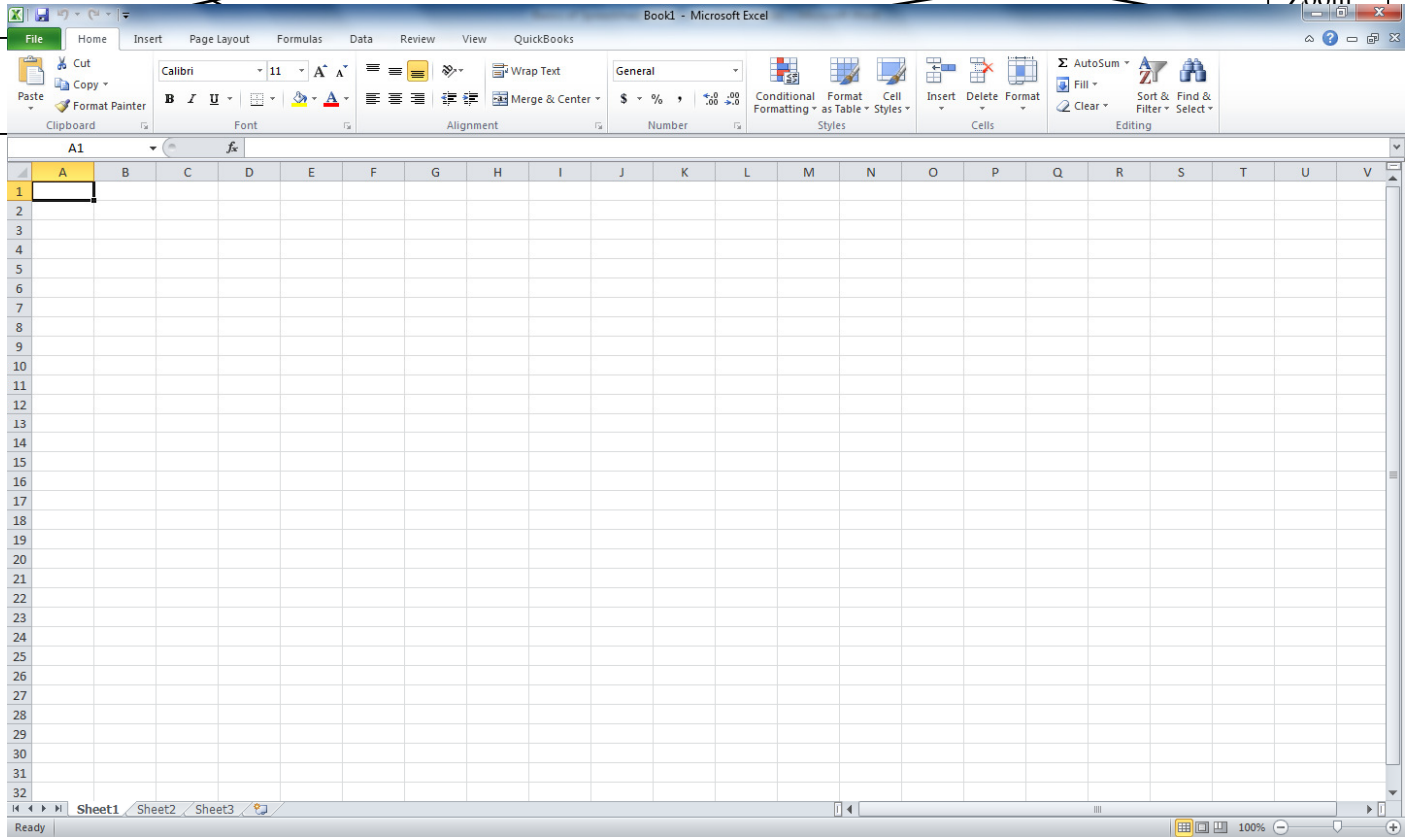 Book1 - Microsoft Excel
File Home Insert Page Layout Formulas Data Review View QuickBooks
Paste
Cut
Copy
Format Painter
Clipboard
Calibri 11 A A
B I U A
Font
Wrap Text
Merge & Center
Alignment
General
$ % , .0 .00 .00 .0
Number
Conditional Formatting
Format as Table
Cell Styles
Styles
Insert Delete Format
Cells
Σ AutoSum
Fill
Clear
Sort & Filter
Find & Select
Editing
A1 fx
A B C D E F G H I J K L M N O P Q R S T U V
1
2
3
4
5
6
7
8
9
10
11
12
13
14
15
16
17
18
19
20
21
22
23
24
25
26
27
28
29
30
31
32
Sheet1 Sheet2 Sheet3
Ready 100%